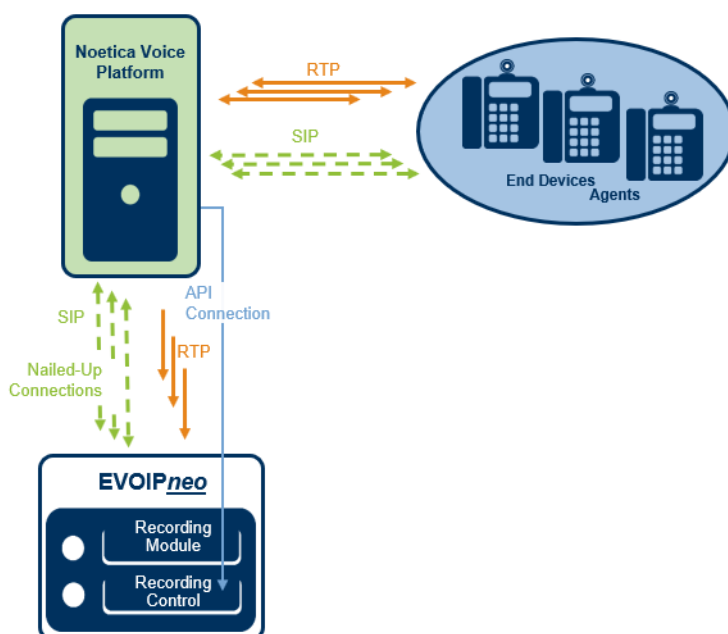 Noetica Voice
Platform
RTP
SIP
End Devices
Agents
SIP
API
Connection
RTP
Nailed-Up
Connections
EVOIPneo
Recording
Module
Recording
Control